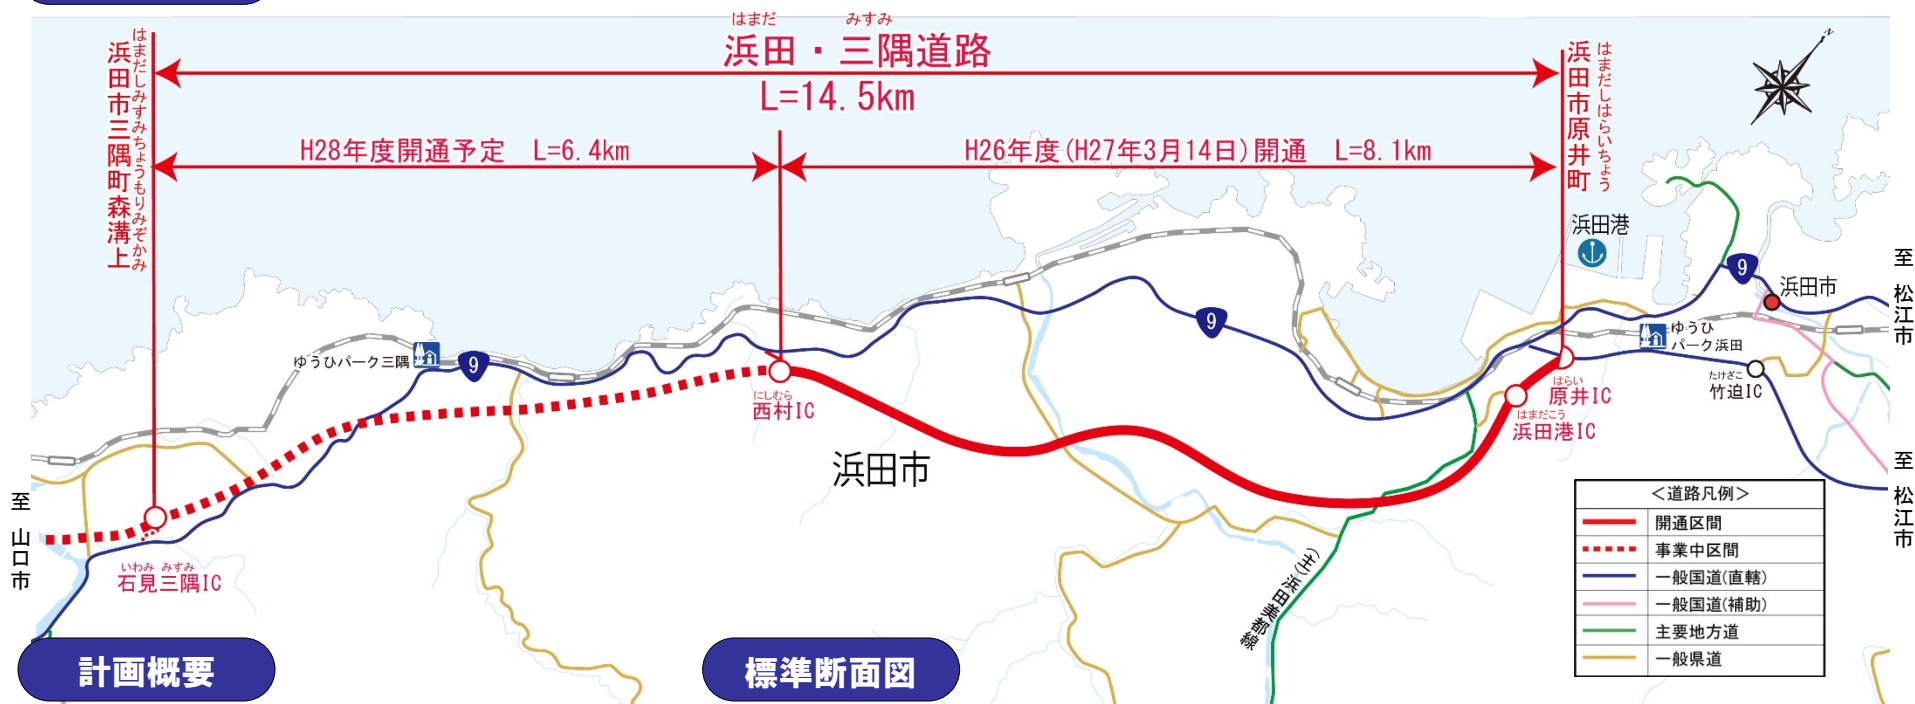 はまだ みすみ
浜田・三隅道路
L=14.5km
はまだしみすみちょうもりみぞかみ
浜田市三隅町森溝上
はまだしはらいちょう
浜田市原井町
H28年度開通予定 L=6.4km
H26年度(H27年3月14日)開通 L=8.1km
N
浜田港
9
浜田市
至 松江市
9
ゆうひパーク三隅
9
ゆうひ
パーク浜田
にしむら
西村IC
はらい
原井IC
はまだこう
浜田港IC
たけざこ
竹迫IC
浜田市
至 山口市
いわみ みすみ
石見三隅IC
(主)浜田美都線
至 松江市
<道路凡例>
開通区間
事業中区間
一般国道(直轄)
一般国道(補助)
主要地方道
一般県道
計画概要
標準断面図